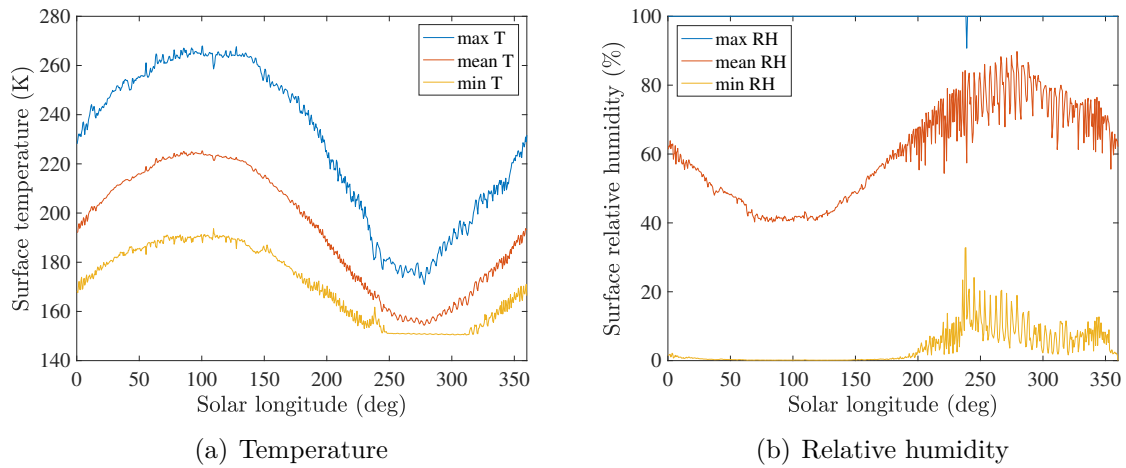 280
260
240
220
200
180
160
140
0 50 100 150 200 250 300 350
Surface temperature (K)
Solar longitude (deg)
max T
mean T
min T
(a) Temperature
100
80
60
40
20
0
0 50 100 150 200 250 300 350
Surface relative humidity (%)
Solar longitude (deg)
max RH
mean RH
min RH
(b) Relative humidity